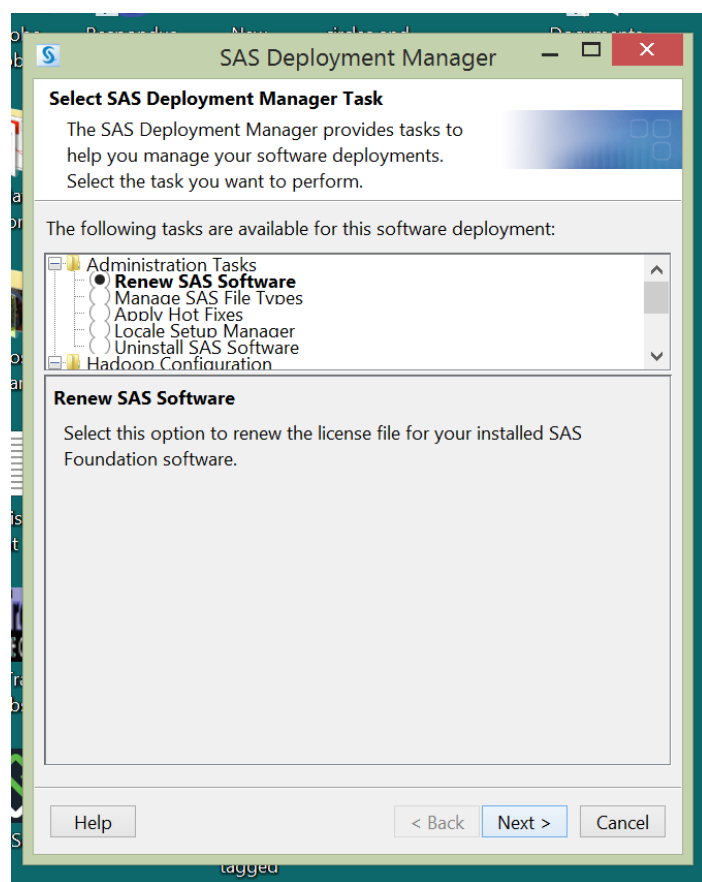 Respondus
New
circles and
Documents
SAS Deployment Manager
Select SAS Deployment Manager Task
The SAS Deployment Manager provides tasks to
help you manage your software deployments.
Select the task you want to perform.
The following tasks are available for this software deployment:
Administration Tasks
Renew SAS Software
Manage SAS File Types
Apply Hot Fixes
Locale Setup Manager
Uninstall SAS Software
Hadoop Configuration
Renew SAS Software
Select this option to renew the license file for your installed SAS
Foundation software.
Help
< Back
Next >
Cancel
tagged